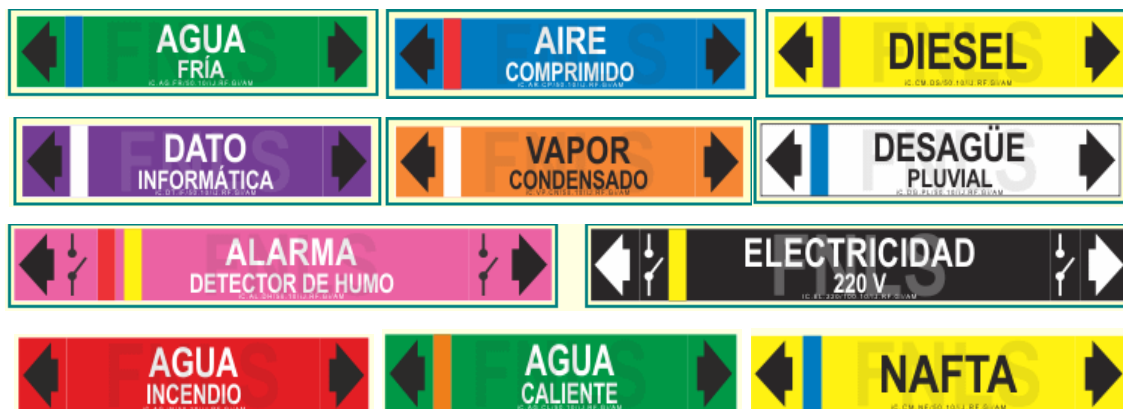 AGUA
FRÍA
AIRE
COMPRIMIDO
DIESEL
DATO
INFORMÁTICA
VAPOR
CONDENSADO
DESAGÜE
PLUVIAL
ALARMA
DETECTOR DE HUMO
ELECTRICIDAD
220 V
AGUA
INCENDIO
AGUA
CALIENTE
NAFTA